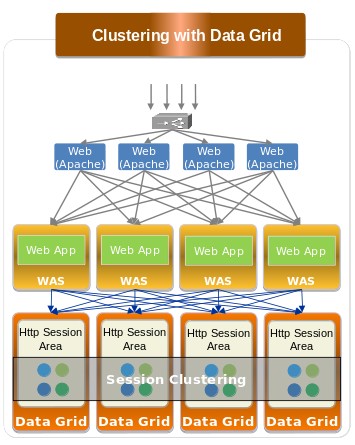 Clustering with Data Grid
Web Web Web Web
(Apache) (Apache) (Apache) (Apache)
Web App Web App Web App Web App
WAS WAS WAS WAS
Http Session Http Session Http Session Http Session
Area Area Area Area
Session Clustering
Data Grid Data Grid Data Grid Data Grid